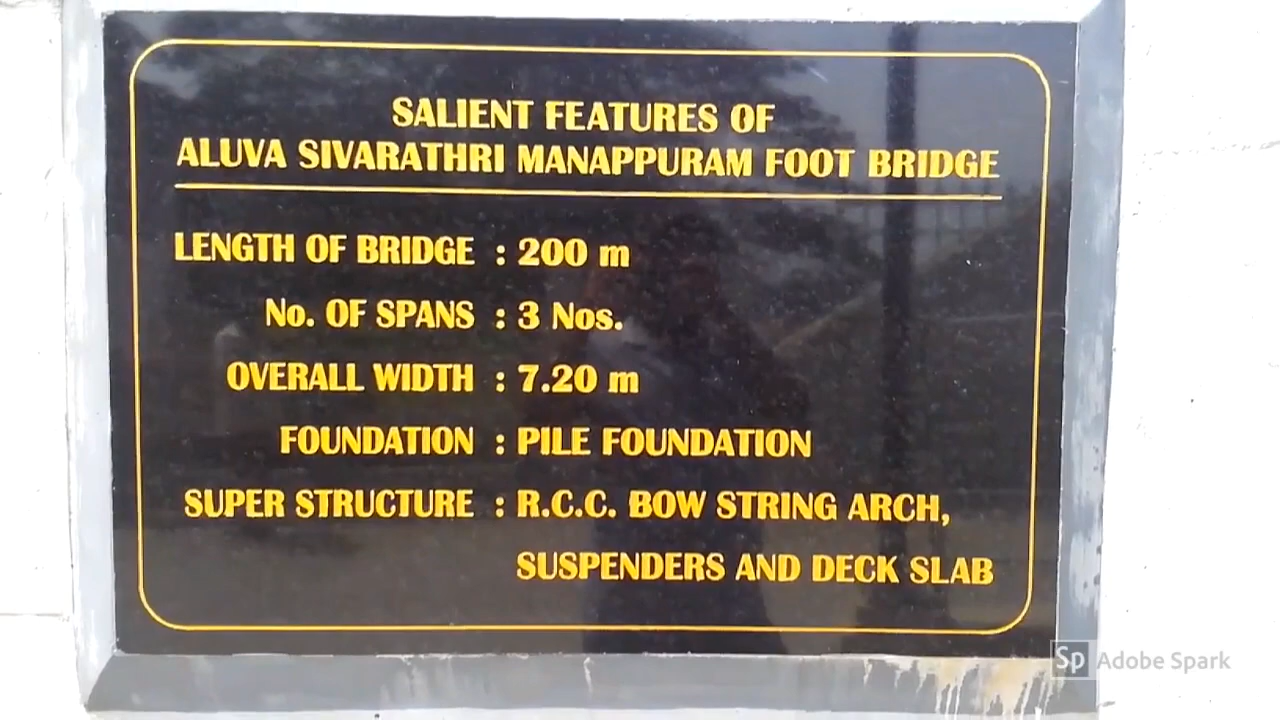 SALIENT FEATURES OF
ALUVA SIVARATHRI MANAPPURAM FOOT BRIDGE
LENGTH OF BRIDGE : 200 m
No. OF SPANS : 3 Nos.
OVERALL WIDTH : 7.20 m
FOUNDATION : PILE FOUNDATION
SUPER STRUCTURE : R.C.C. BOW STRING ARCH,
SUSPENDERS AND DECK SLAB
Sp Adobe Spark